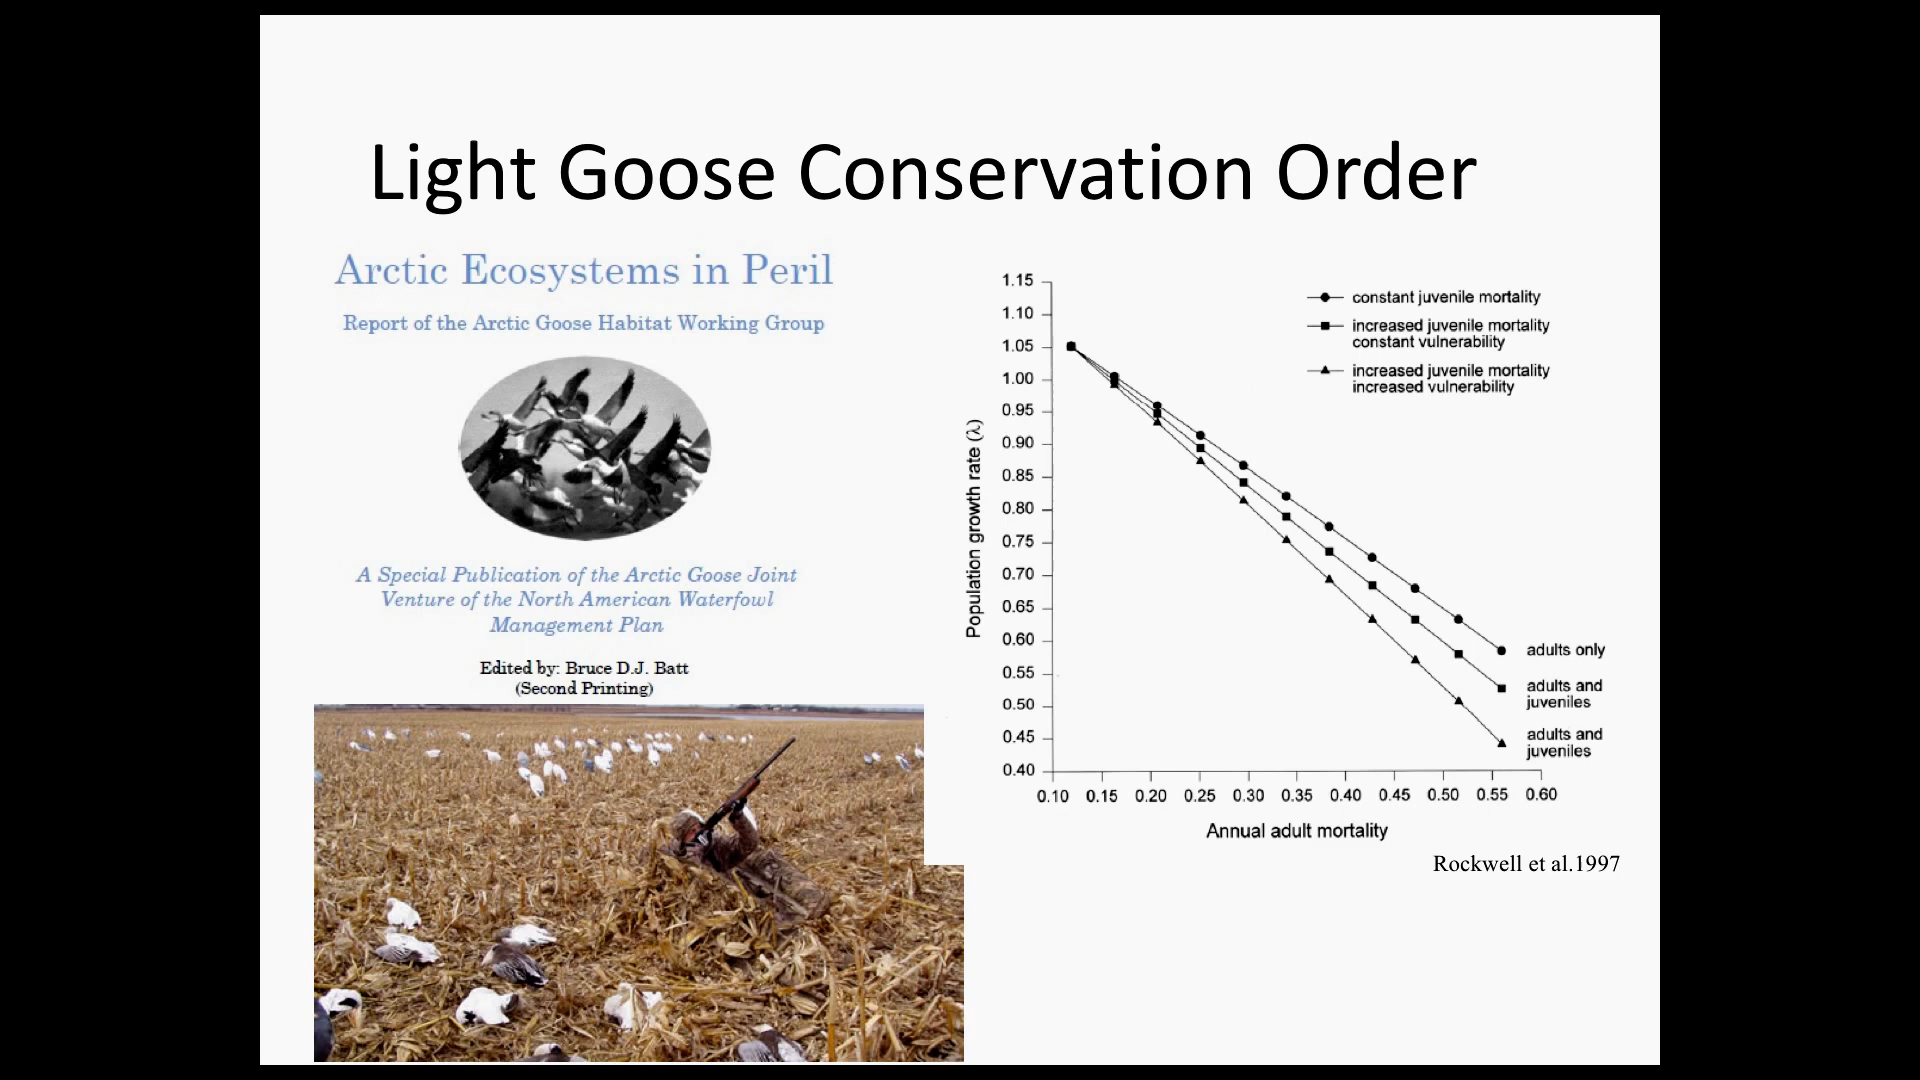 Light Goose Conservation Order
Arctic Ecosystems in Peril
Report of the Arctic Goose Habitat Working Group
A Special Publication of the Arctic Goose Joint
Venture of the North American Waterfowl
Management Plan
Edited by: Bruce D.J. Batt
(Second Printing)
Population growth rate (λ)
1.15
1.10
1.05
1.00
0.95
0.90
0.85
0.80
0.75
0.70
0.65
0.60
0.55
0.50
0.45
0.40
constant juvenile mortality
increased juvenile mortality
constant vulnerability
increased juvenile mortality
increased vulnerability
adults only
adults and
juveniles
adults and
juveniles
0.10 0.15 0.20 0.25 0.30 0.35 0.40 0.45 0.50 0.55 0.60
Annual adult mortality
Rockwell et al.1997